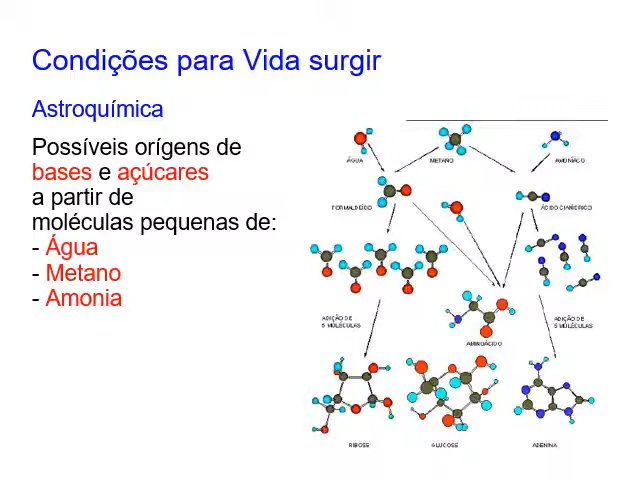 Condições para Vida surgir
Astroquímica
Possíveis orígens de
bases e açúcares
a partir de
moléculas pequenas de:
- Água
- Metano
- Amonia
ÁGUA
METANO
AMONÍACO
FORMALDEÍDO
ÁCIDO CIANÍDRICO
ADIÇÃO DE
5 MOLÉCULAS
ADIÇÃO DE
5 MOLÉCULAS
AMINOÁCIDO
RIBOSE
GLUCOSE
ADENINA